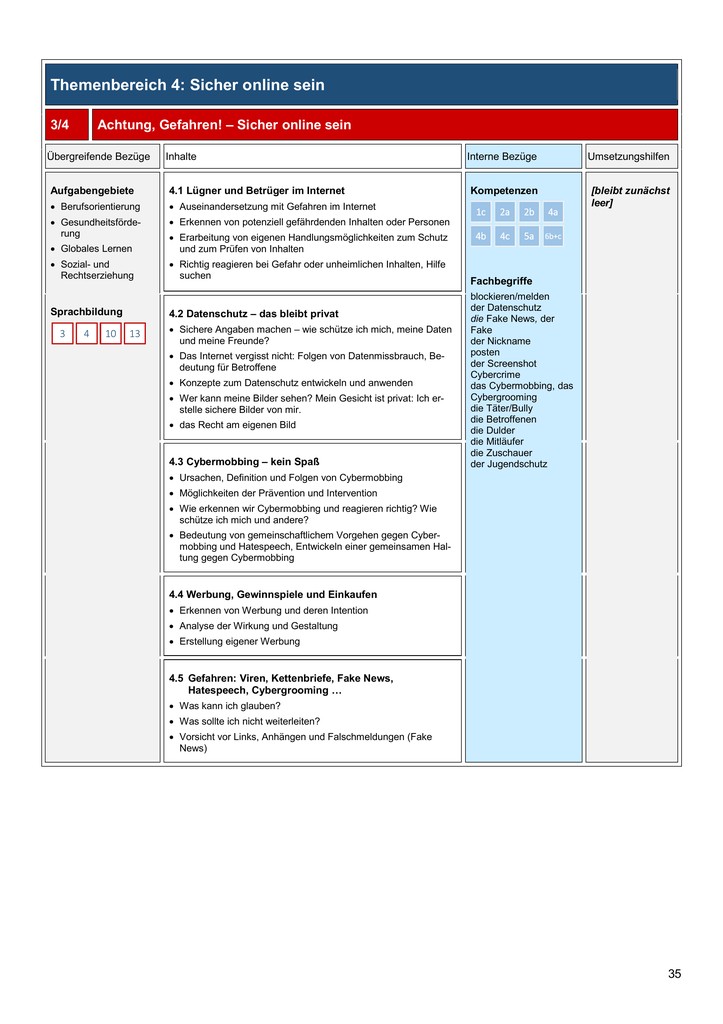 Themenbereich 4: Sicher online sein
3/4
Achtung, Gefahren! – Sicher online sein
Übergreifende Bezüge
Inhalte
Interne Bezüge
Umsetzungshilfen
Aufgabengebiete
• Berufsorientierung
• Gesundheitsförde-
rung
• Globales Lernen
• Sozial- und
Rechtserziehung
Sprachbildung
3 4 10 13
4.1 Lügner und Betrüger im Internet
• Auseinandersetzung mit Gefahren im Internet
• Erkennen von potenziell gefährdenden Inhalten oder Personen
• Erarbeitung von eigenen Handlungsmöglichkeiten zum Schutz
und zum Prüfen von Inhalten
• Richtig reagieren bei Gefahr oder unheimlichen Inhalten, Hilfe
suchen
4.2 Datenschutz – das bleibt privat
• Sichere Angaben machen – wie schütze ich mich, meine Daten
und meine Freunde?
• Das Internet vergisst nicht: Folgen von Datenmissbrauch, Be-
deutung für Betroffene
• Konzepte zum Datenschutz entwickeln und anwenden
• Wer kann meine Bilder sehen? Mein Gesicht ist privat: Ich er-
stelle sichere Bilder von mir.
• das Recht am eigenen Bild
4.3 Cybermobbing – kein Spaß
• Ursachen, Definition und Folgen von Cybermobbing
• Möglichkeiten der Prävention und Intervention
• Wie erkennen wir Cybermobbing und reagieren richtig? Wie
schütze ich mich und andere?
• Bedeutung von gemeinschaftlichem Vorgehen gegen Cyber-
mobbing und Hatespeech, Entwickeln einer gemeinsamen Hal-
tung gegen Cybermobbing
4.4 Werbung, Gewinnspiele und Einkaufen
• Erkennen von Werbung und deren Intention
• Analyse der Wirkung und Gestaltung
• Erstellung eigener Werbung
4.5 Gefahren: Viren, Kettenbriefe, Fake News,
Hatespeech, Cybergrooming …
• Was kann ich glauben?
• Was sollte ich nicht weiterleiten?
• Vorsicht vor Links, Anhängen und Falschmeldungen (Fake
News)
Kompetenzen
1c 2a 2b 4a
4b 4c 5a 6b+c
Fachbegriffe
blockieren/melden
der Datenschutz
die Fake News, der
Fake
der Nickname
posten
der Screenshot
Cybercrime
das Cybermobbing, das
Cybergrooming
die Täter/Bully
die Betroffenen
die Dulder
die Mitläufer
die Zuschauer
der Jugendschutz
[bleibt zunächst
leer]
35